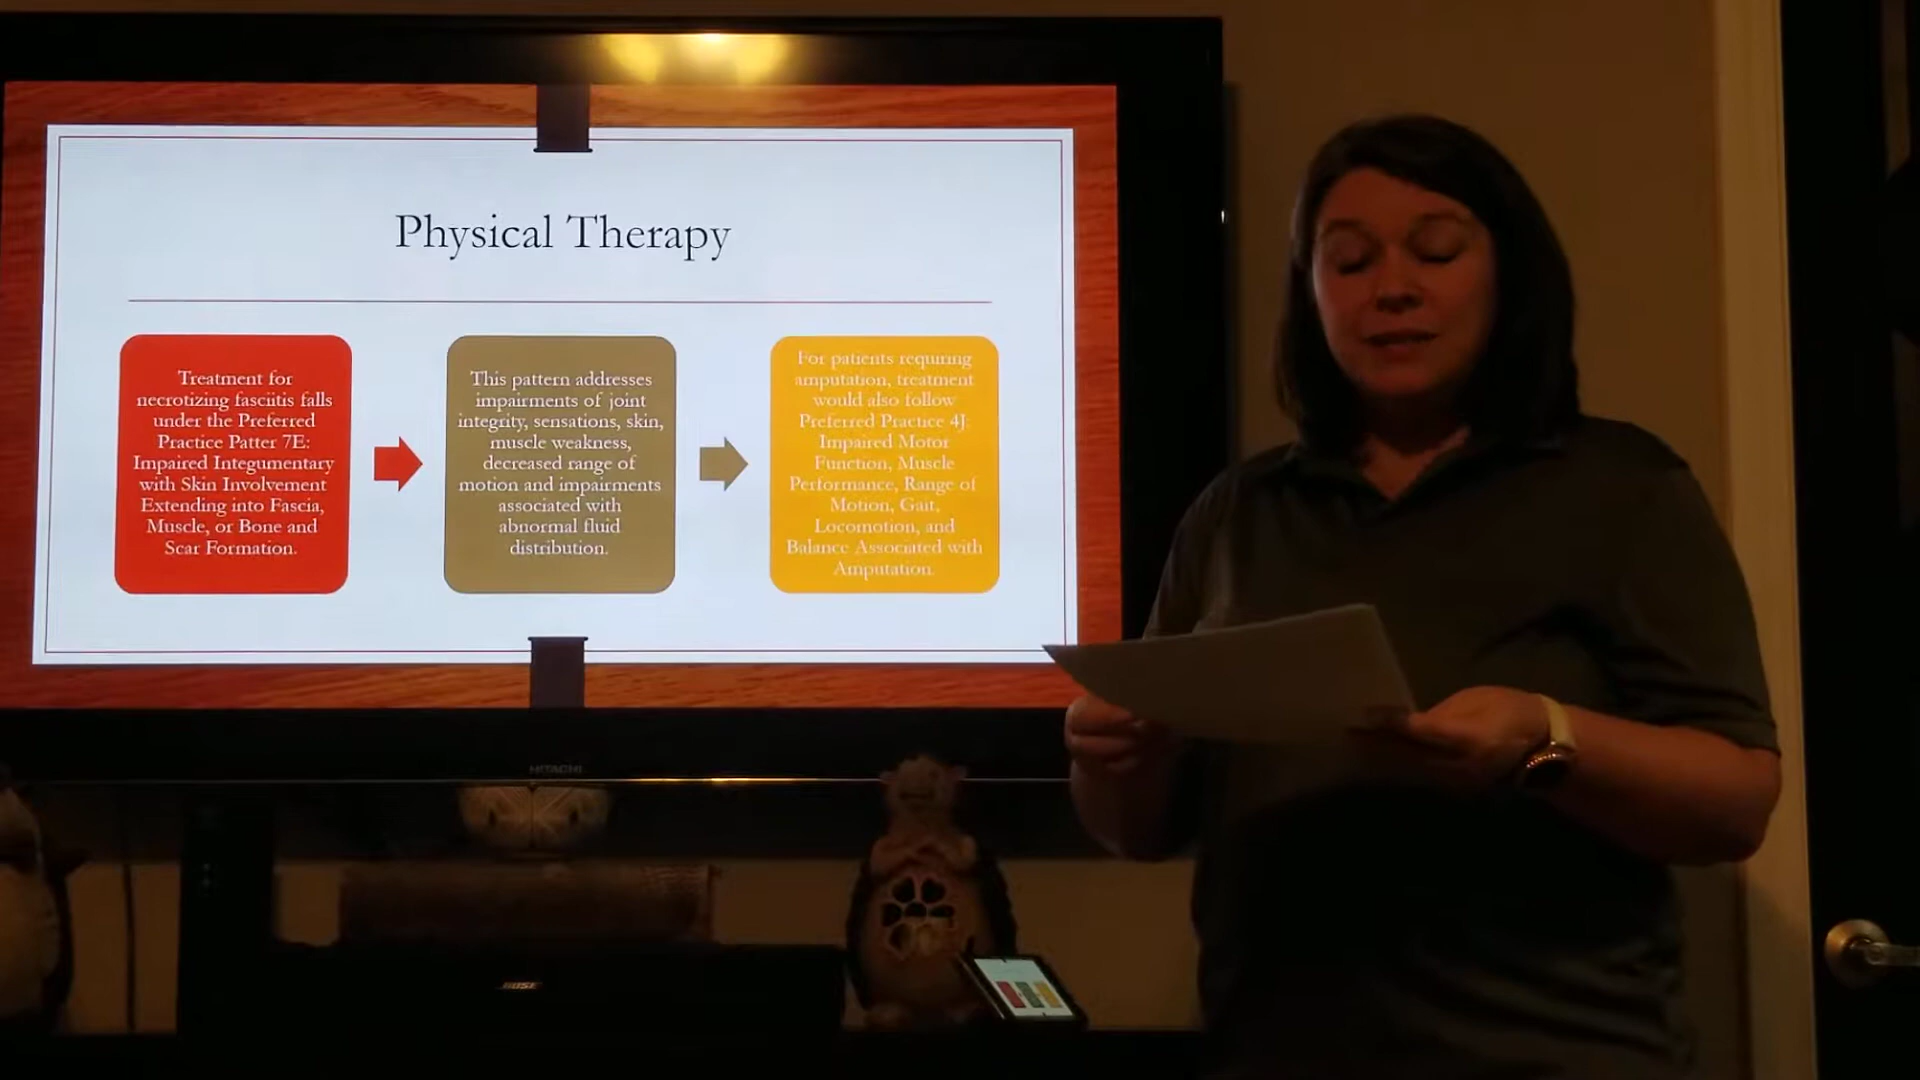 Physical Therapy
Treatment for
necrotizing fasciitis falls
under the Preferred
Practice Patter 7E:
Impaired Integumentary
with Skin Involvement
Extending into Fascia,
Muscle, or Bone and
Scar Formation.
This pattern addresses
impairments of joint
integrity, sensations, skin,
muscle weakness,
decreased range of
motion and impairments
associated with
abnormal fluid
distribution.
For patients requiring
amputation, treatment
would also follow
Preferred Practice 4J:
Impaired Motor
Function, Muscle
Performance, Range of
Motion, Gait,
Locomotion, and
Balance Associated with
Amputation.
HITACHI
BOSE